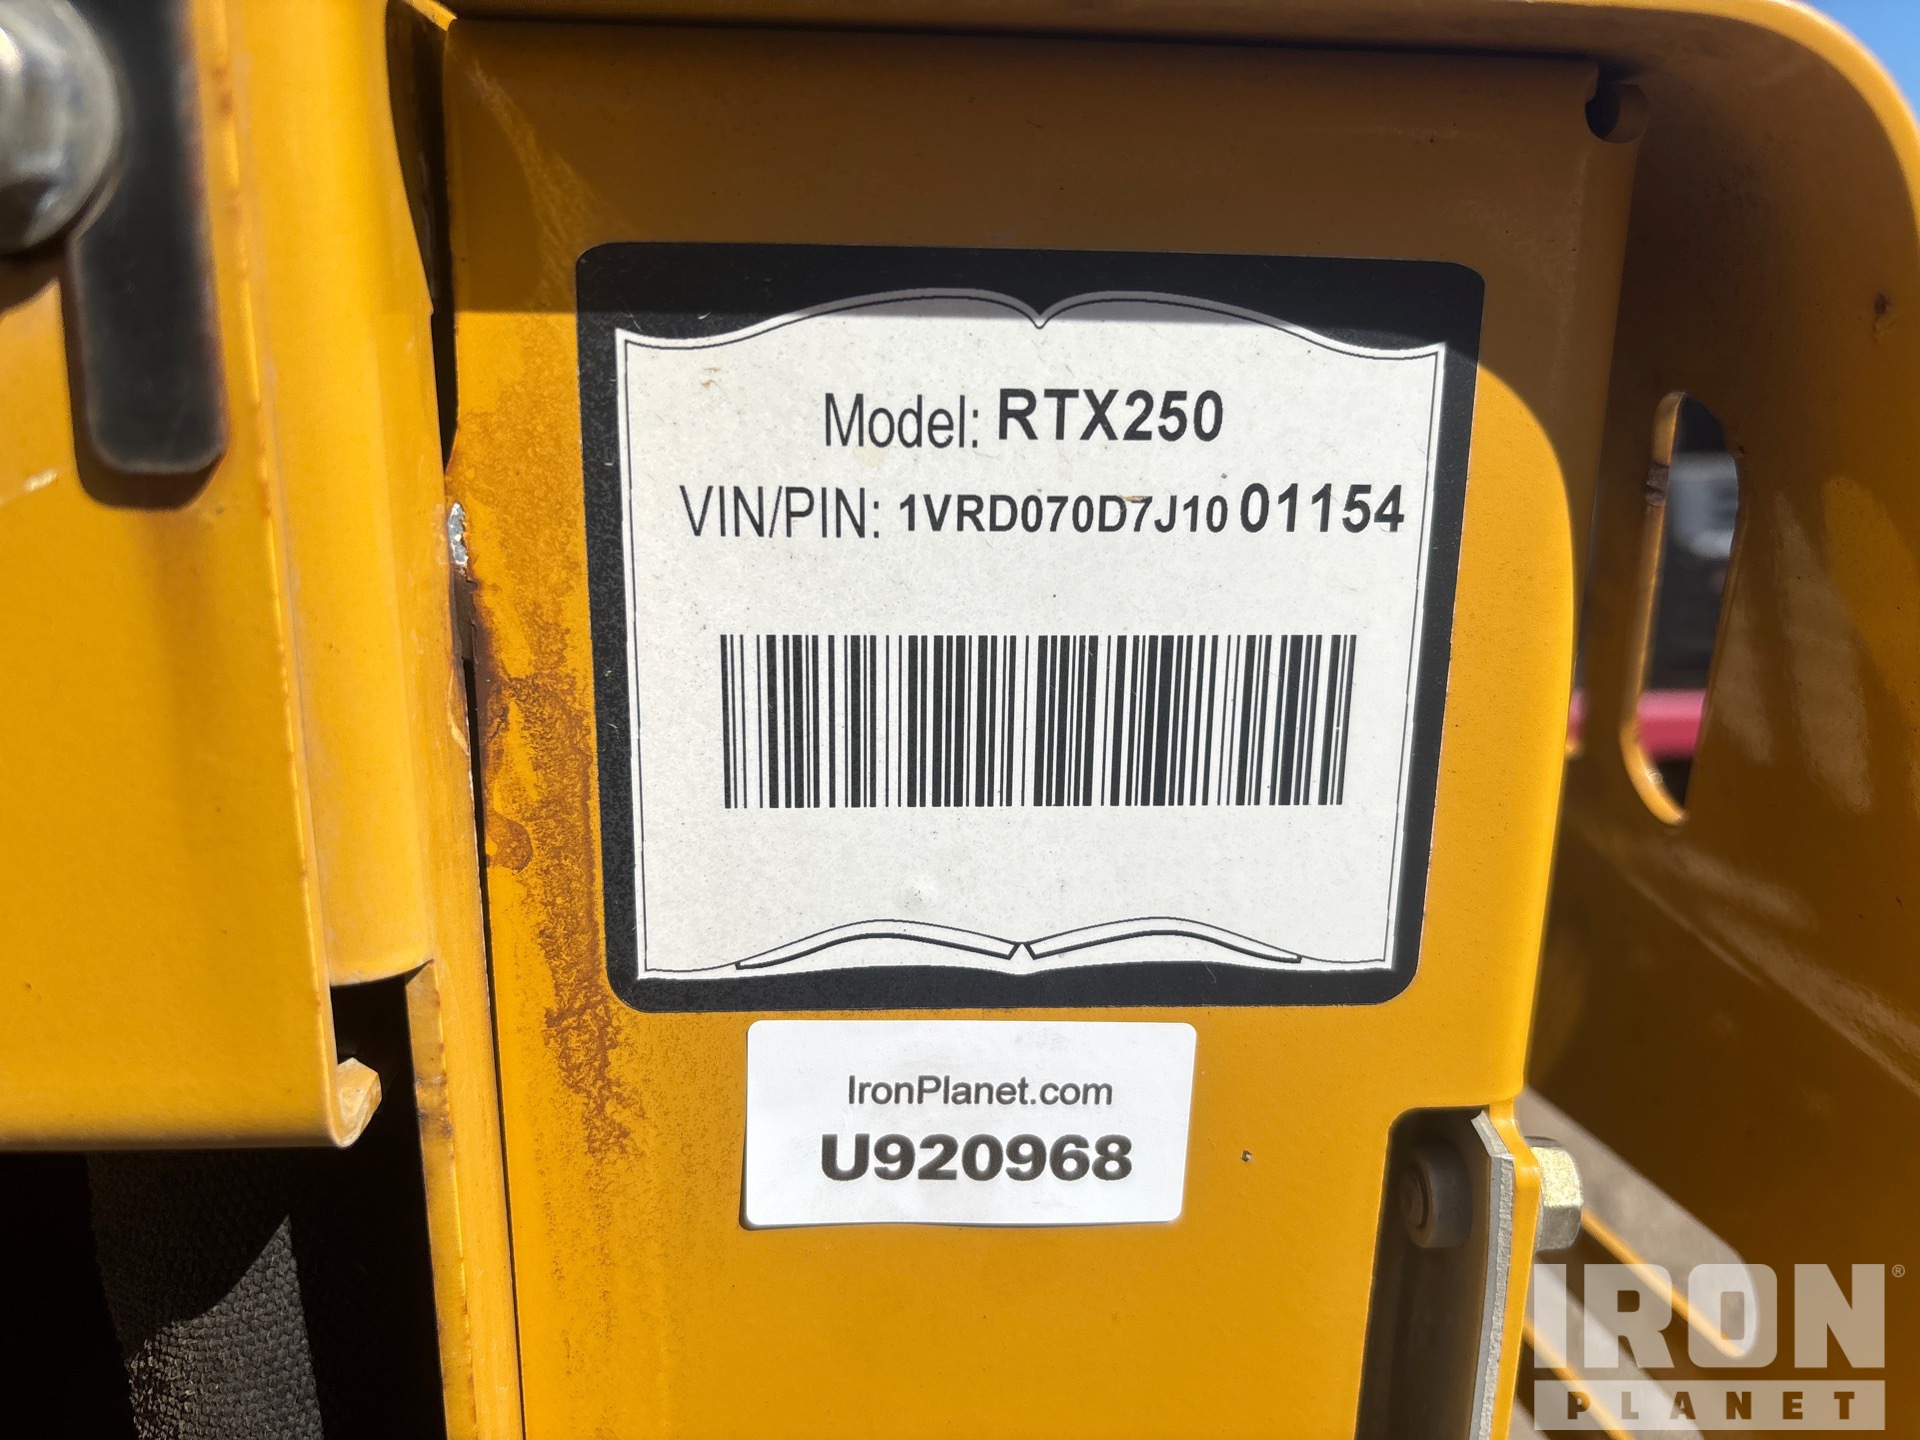 Model: RTX250
VIN/PIN: 1VRD070D7J10 01154
IronPlanet.com
U920968
IRON®
PLANET